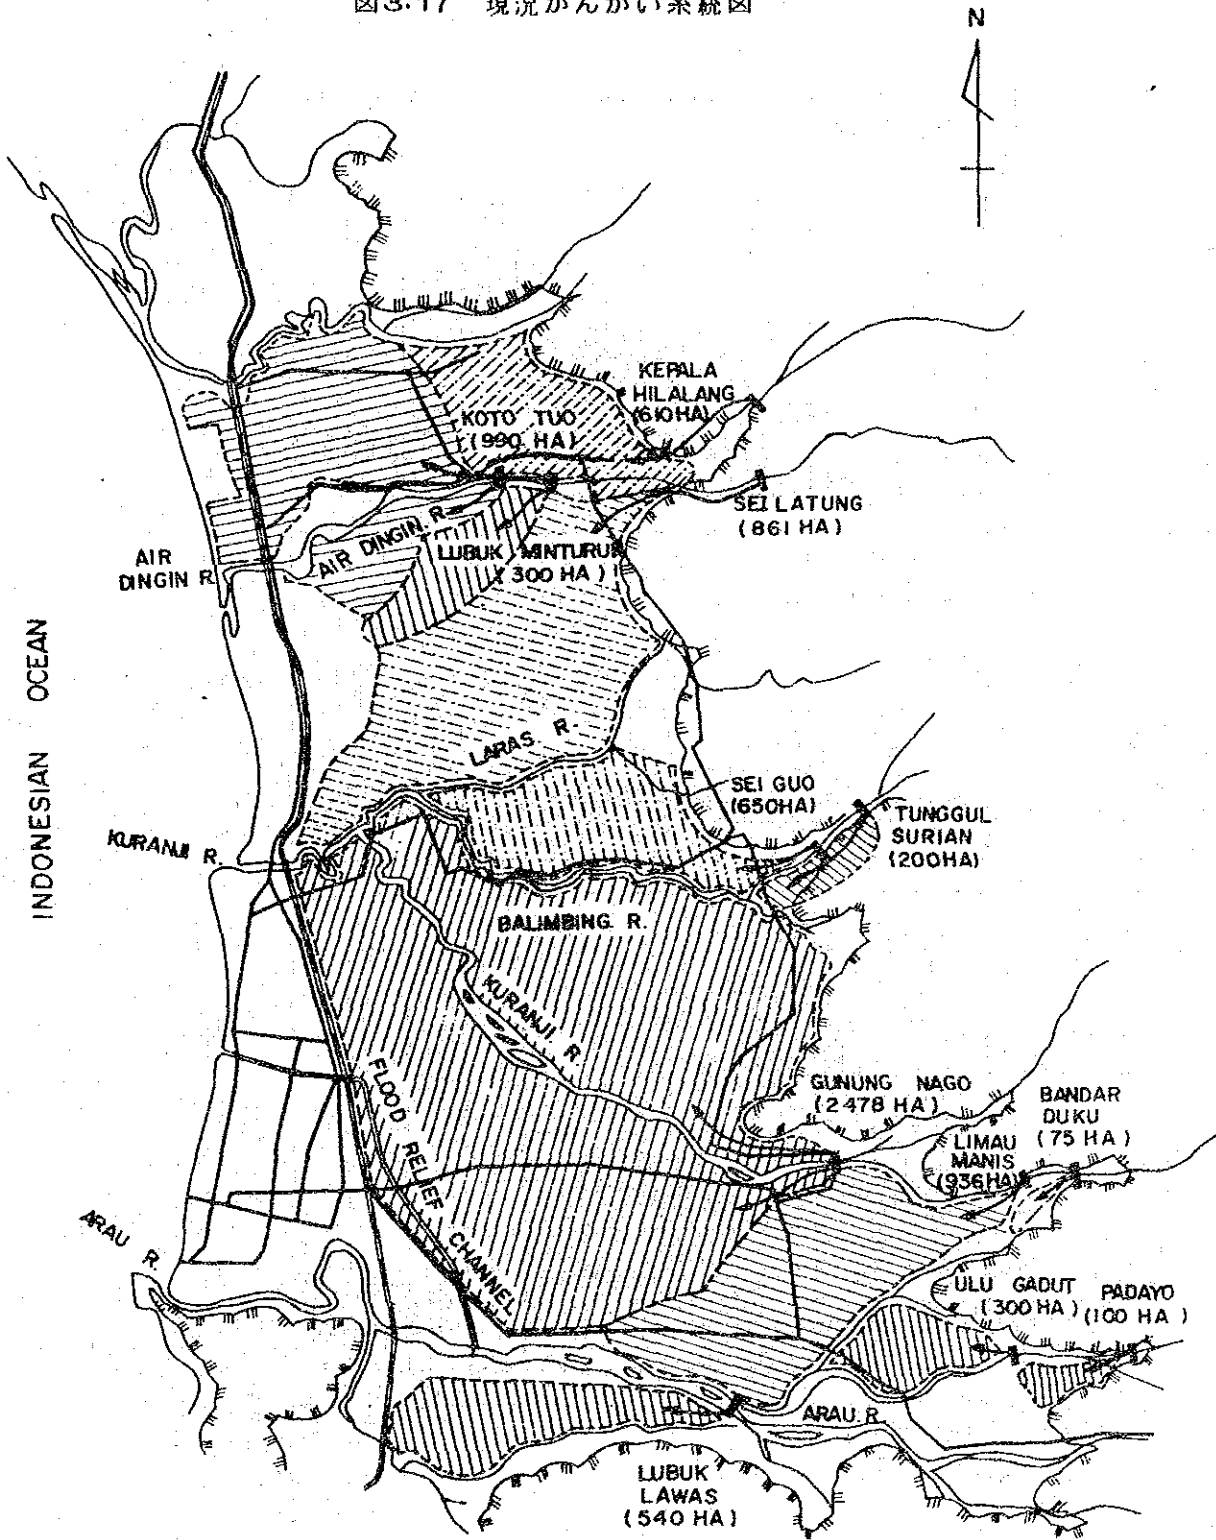 図3.17 現況かんがい系統図
N
KEPALA
HILALANG
(610HA)
KOTO TUO
(990 HA)
SEI LATUNG
(861 HA)
AIR DINGIN R.
LUBUK MINTURUN
(300 HA)
AIR
DINGIN R.
INDONESIAN OCEAN
LARAS R.
SEI GUO
(650HA)
TUNGGUL
SURIAN
(200HA)
KURANJI R.
BALIMBING R.
KURANJI R.
FLOOD RELIEF CHANNEL
GUNUNG NAGO
(2478 HA)
BANDAR
DUKU
(75 HA)
LIMAU
MANIS
(936HA)
ARAU R.
ULU GADUT
(300HA)
PADAYO
(100 HA)
ARAU R.
LUBUK
LAWAS
(540 HA)